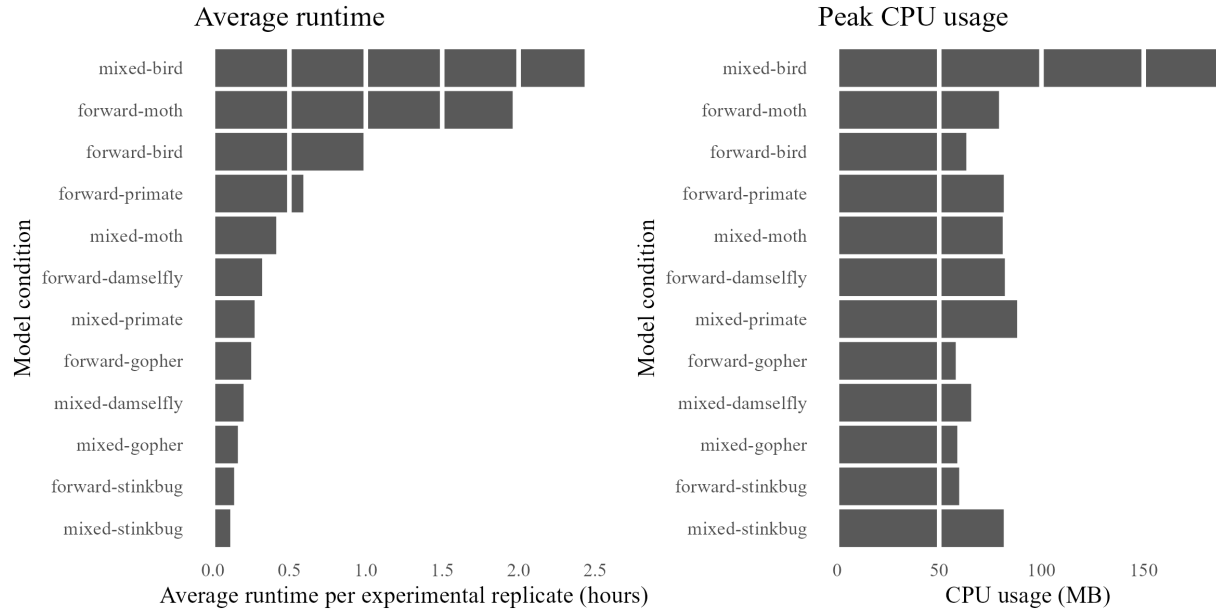 Average runtime
Model condition
mixed-bird
forward-moth
forward-bird
forward-primate
mixed-moth
forward-damselfly
mixed-primate
forward-gopher
mixed-damselfly
mixed-gopher
forward-stinkbug
mixed-stinkbug
0.0 0.5 1.0 1.5 2.0 2.5
Average runtime per experimental replicate (hours)
Peak CPU usage
Model condition
mixed-bird
forward-moth
forward-bird
forward-primate
mixed-moth
forward-damselfly
mixed-primate
forward-gopher
mixed-damselfly
mixed-gopher
forward-stinkbug
mixed-stinkbug
0 50 100 150
CPU usage (MB)